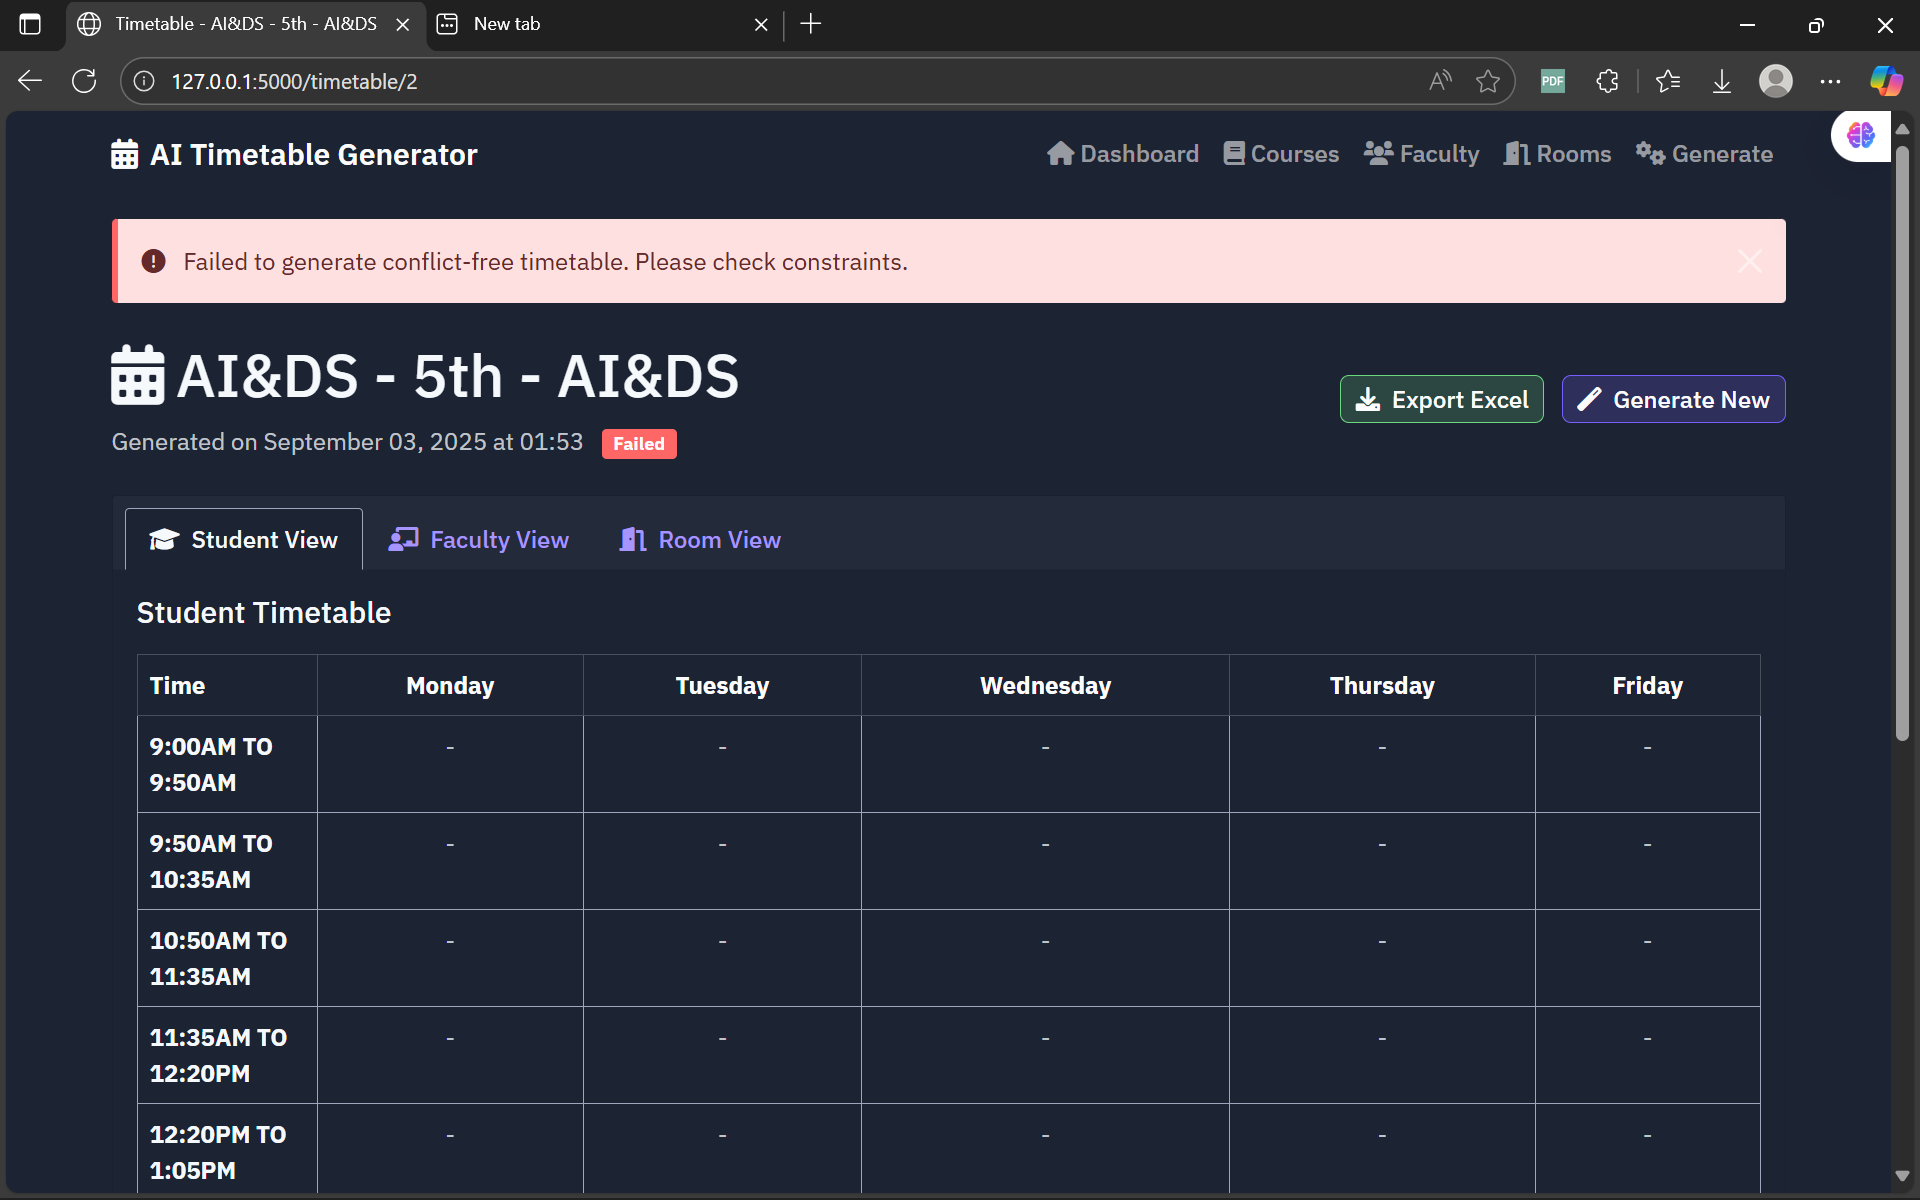 Timetable - AI&DS - 5th - AI&DS
New tab
127.0.0.1:5000/timetable/2
PDF
AI Timetable Generator
Dashboard
Courses
Faculty
Rooms
Generate
Failed to generate conflict-free timetable. Please check constraints.
AI&DS - 5th - AI&DS
Export Excel
Generate New
Generated on September 03, 2025 at 01:53
Failed
Student View
Faculty View
Room View
Student Timetable
Time Monday Tuesday Wednesday Thursday Friday
9:00AM TO - - - - -
9:50AM
9:50AM TO - - - - -
10:35AM
10:50AM TO - - - - -
11:35AM
11:35AM TO - - - - -
12:20PM
12:20PM TO - - - - -
1:05PM